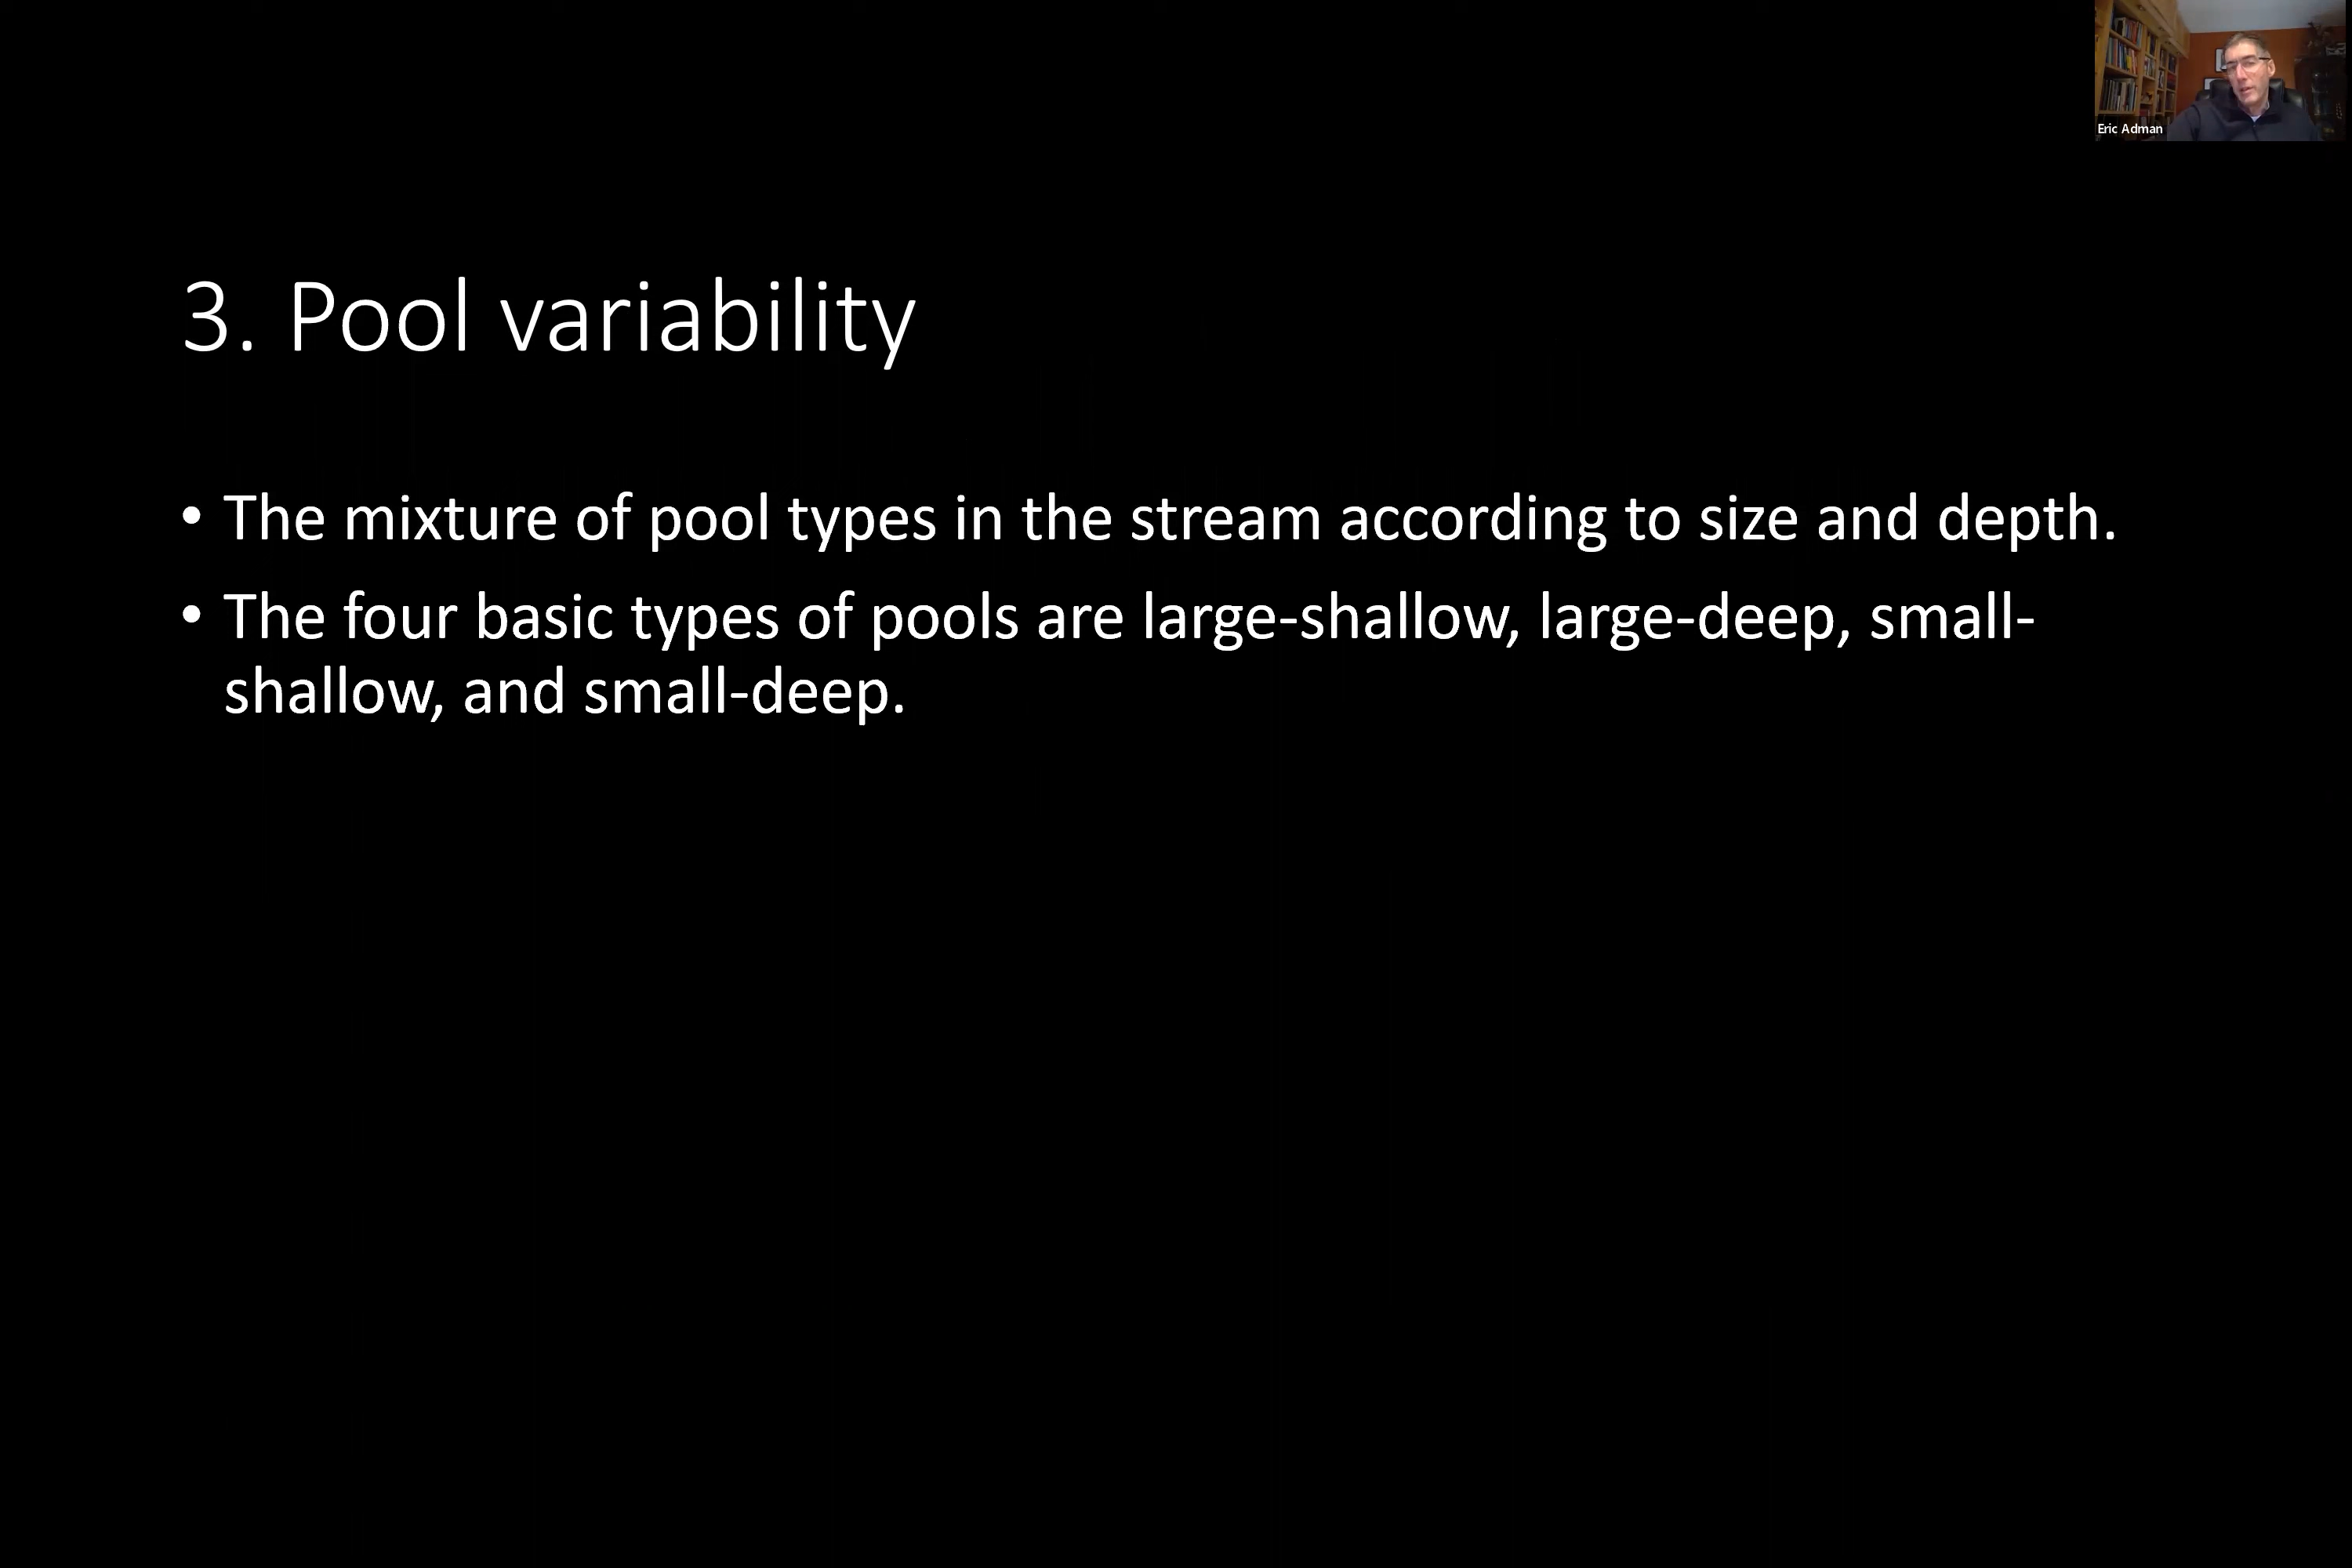 Eric Adman
3. Pool variability
• The mixture of pool types in the stream according to size and depth.
• The four basic types of pools are large-shallow, large-deep, small-
shallow, and small-deep.